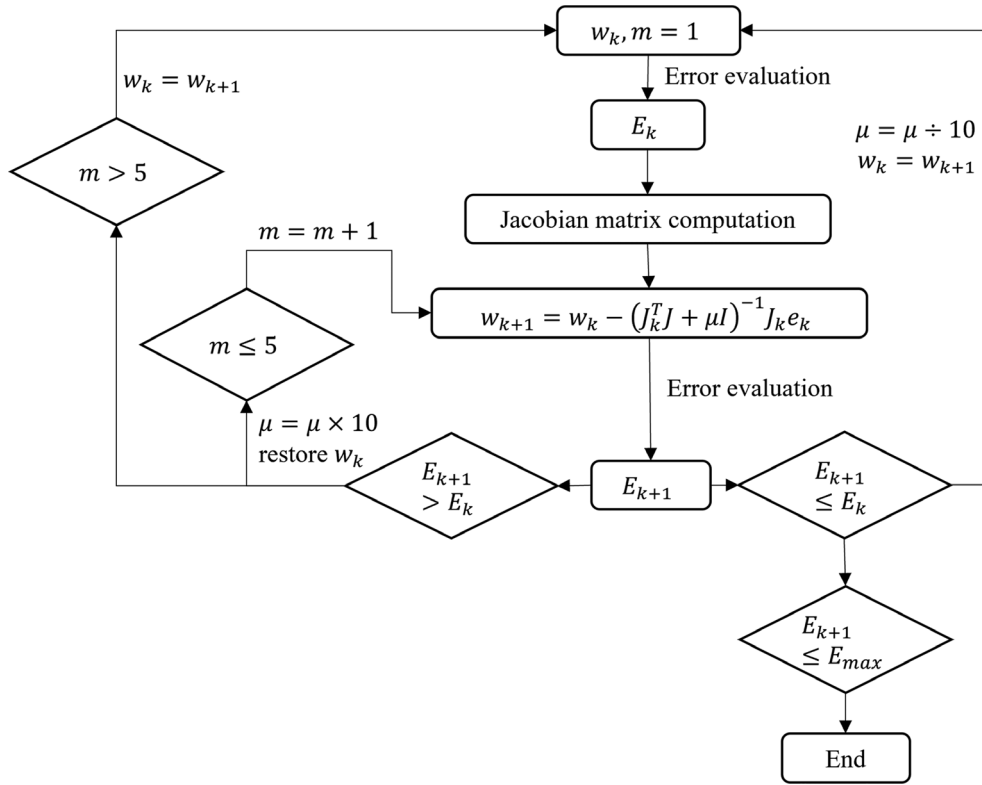 w_k, m = 1
Error evaluation
w_k = w_{k+1}
E_k
μ = μ ÷ 10
w_k = w_{k+1}
m > 5
Jacobian matrix computation
m = m + 1
w_{k+1} = w_k − (J_k^T J + μI)^{−1} J_k e_k
m ≤ 5
Error evaluation
μ = μ × 10
restore w_k
E_{k+1}
> E_k
E_{k+1}
E_{k+1}
≤ E_k
E_{k+1}
≤ E_{max}
End